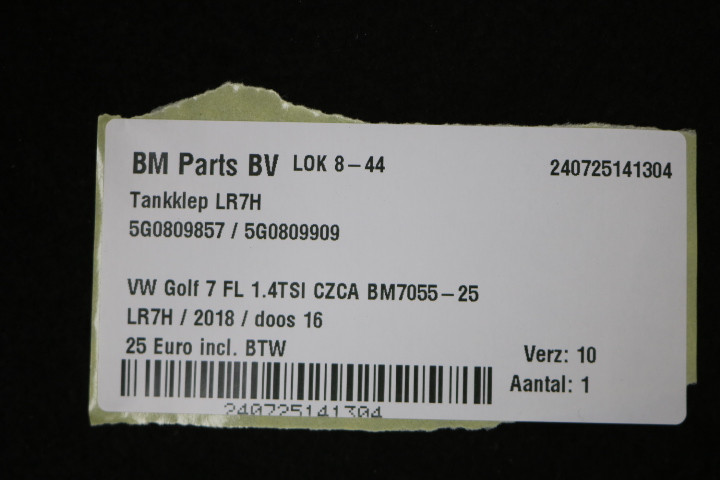 BM Parts BV LOK 8-44 240725141304
Tankklep LR7H
5G0809857 / 5G0809909
VW Golf 7 FL 1.4TSI CZCA BM7055-25
LR7H / 2018 / doos 16
25 Euro incl. BTW
Verz: 10
Aantal: 1
240725141304